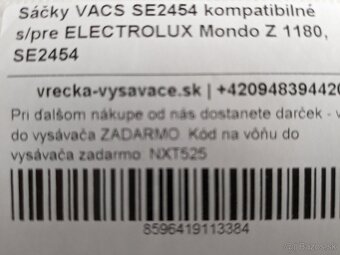 Sáčky VACS SE2454 kompatibilné
s/pre ELECTROLUX Mondo Z 1180,
SE2454
vrecka-vysavace.sk | +420948394420
Pri ďalšom nákupe od nás dostanete darček - v
do vysávača ZADARMO. Kód na vôňu do
vysávača zadarmo: NXT525
8596419113384